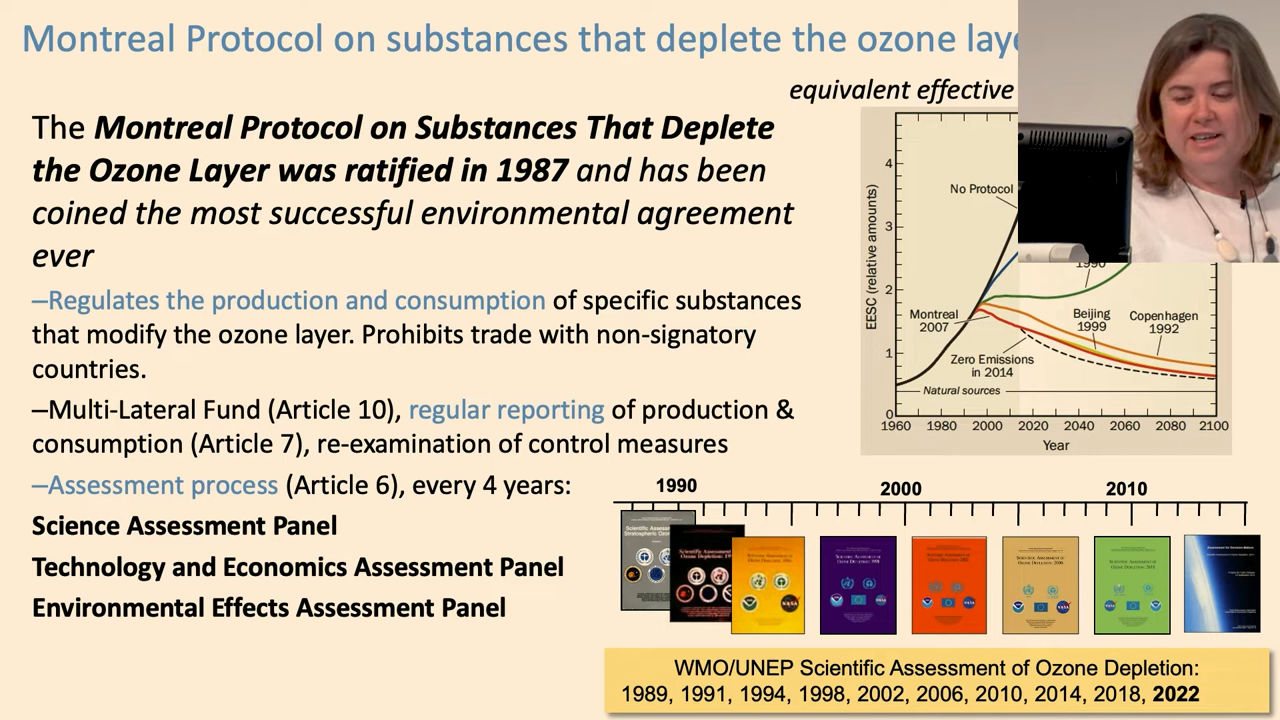 Montreal Protocol on substances that deplete the ozone
equivalent effective
The Montreal Protocol on Substances That Deplete
the Ozone Layer was ratified in 1987 and has been
coined the most successful environmental agreement
ever
–Regulates the production and consumption of specific substances
that modify the ozone layer. Prohibits trade with non-signatory
countries.
–Multi-Lateral Fund (Article 10), regular reporting of production &
consumption (Article 7), re-examination of control measures
–Assessment process (Article 6), every 4 years:
Science Assessment Panel
Technology and Economics Assessment Panel
Environmental Effects Assessment Panel
EESC (relative amounts)
4
3
2
1
0
No Protocol
1990
Montreal
2007
Beijing
1999
Copenhagen
1992
Zero Emissions
in 2014
Natural sources
1960 1980 2000 2020 2040 2060 2080 2100
Year
1990 2000 2010
WMO/UNEP Scientific Assessment of Ozone Depletion:
1989, 1991, 1994, 1998, 2002, 2006, 2010, 2014, 2018, 2022